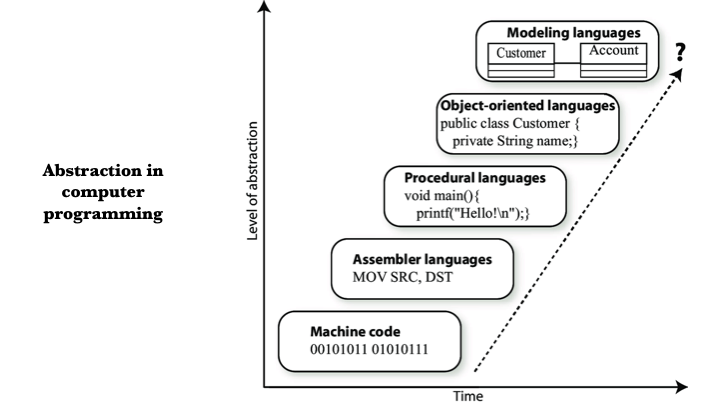 Abstraction in
computer
programming
Level of abstraction
Modeling languages
Customer
Account
?
Object-oriented languages
public class Customer {
private String name;}
Procedural languages
void main(){
printf("Hello!\n");}
Assembler languages
MOV SRC, DST
Machine code
00101011 01010111
Time